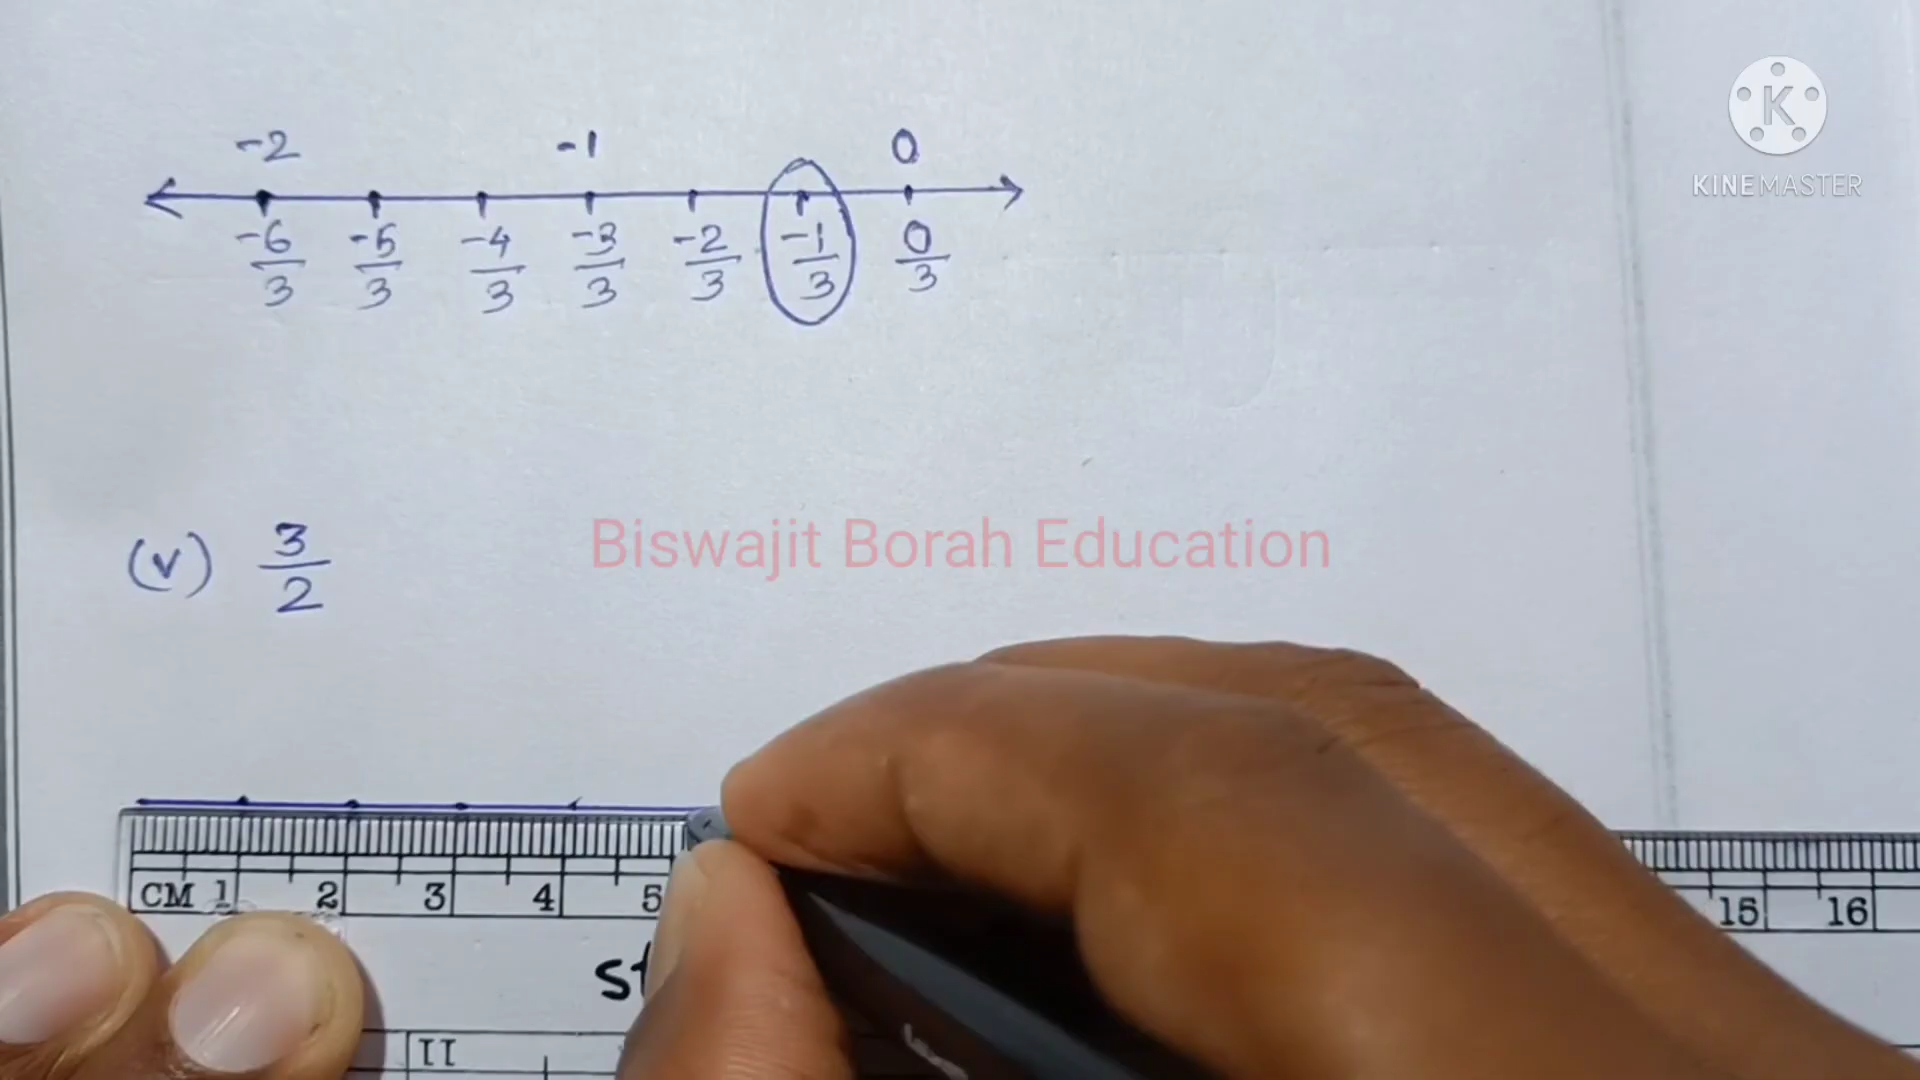 -2 -1 0
-6/3 -5/3 -4/3 -3/3 -2/3 -1/3 0/3
KINEMASTER
(v) 3/2
Biswajit Borah Education
CM 1 2 3 4 5 15 16
11